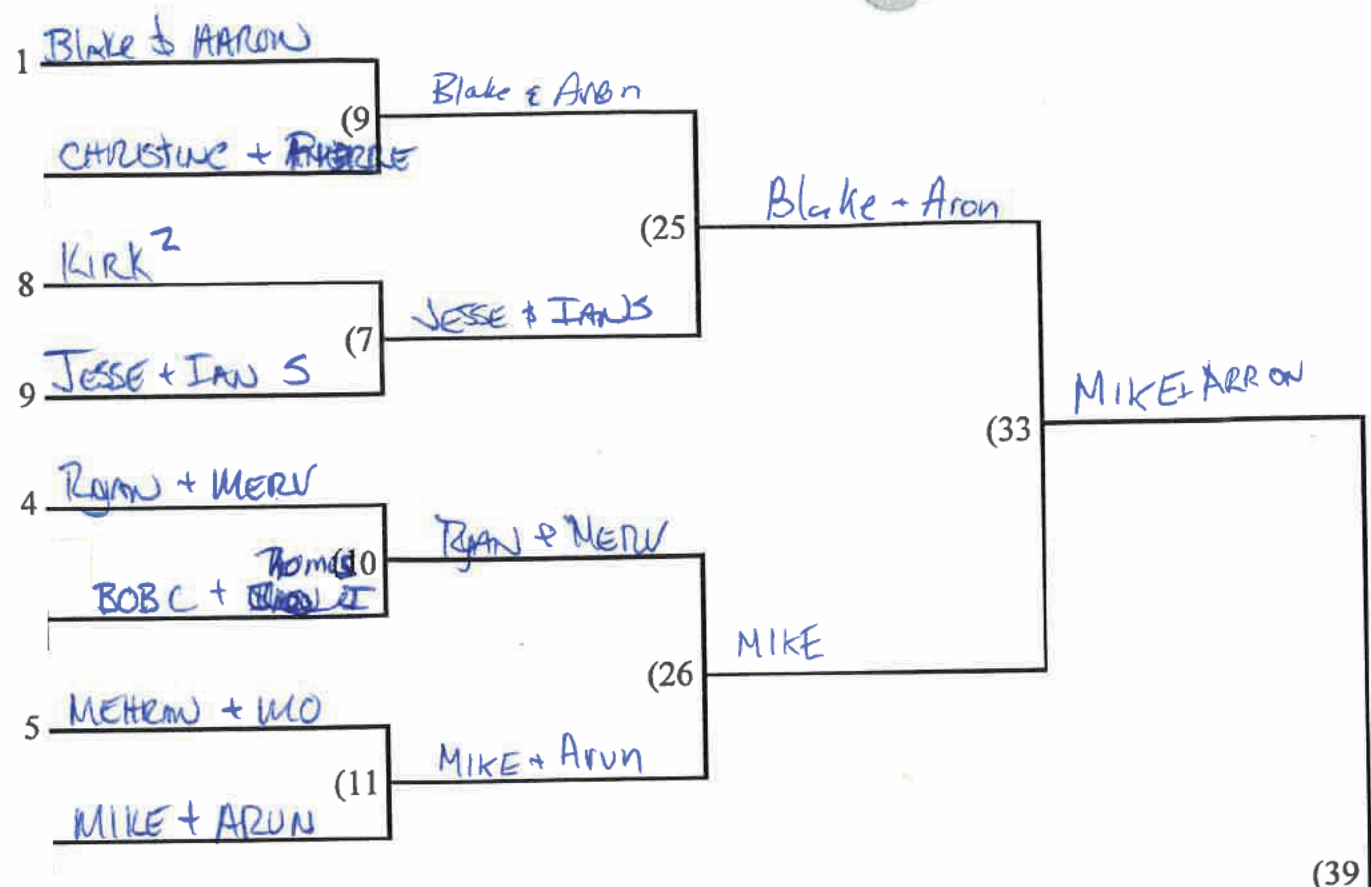 1 Blake & AARON
Blake & Aron
(9
CHRISTINE +
Blake + Aron
(25
KIRK 2
8
JESSE & IAN S
(7
JESSE + IAN S
9
MIKE + ARRON
(33
RYAN + MERV
4
RYAN & MERV
Thomas
(10
BOB C +
MIKE
(26
MEHRAN + MO
5
MIKE + Arun
(11
MIKE + ARUN
(39